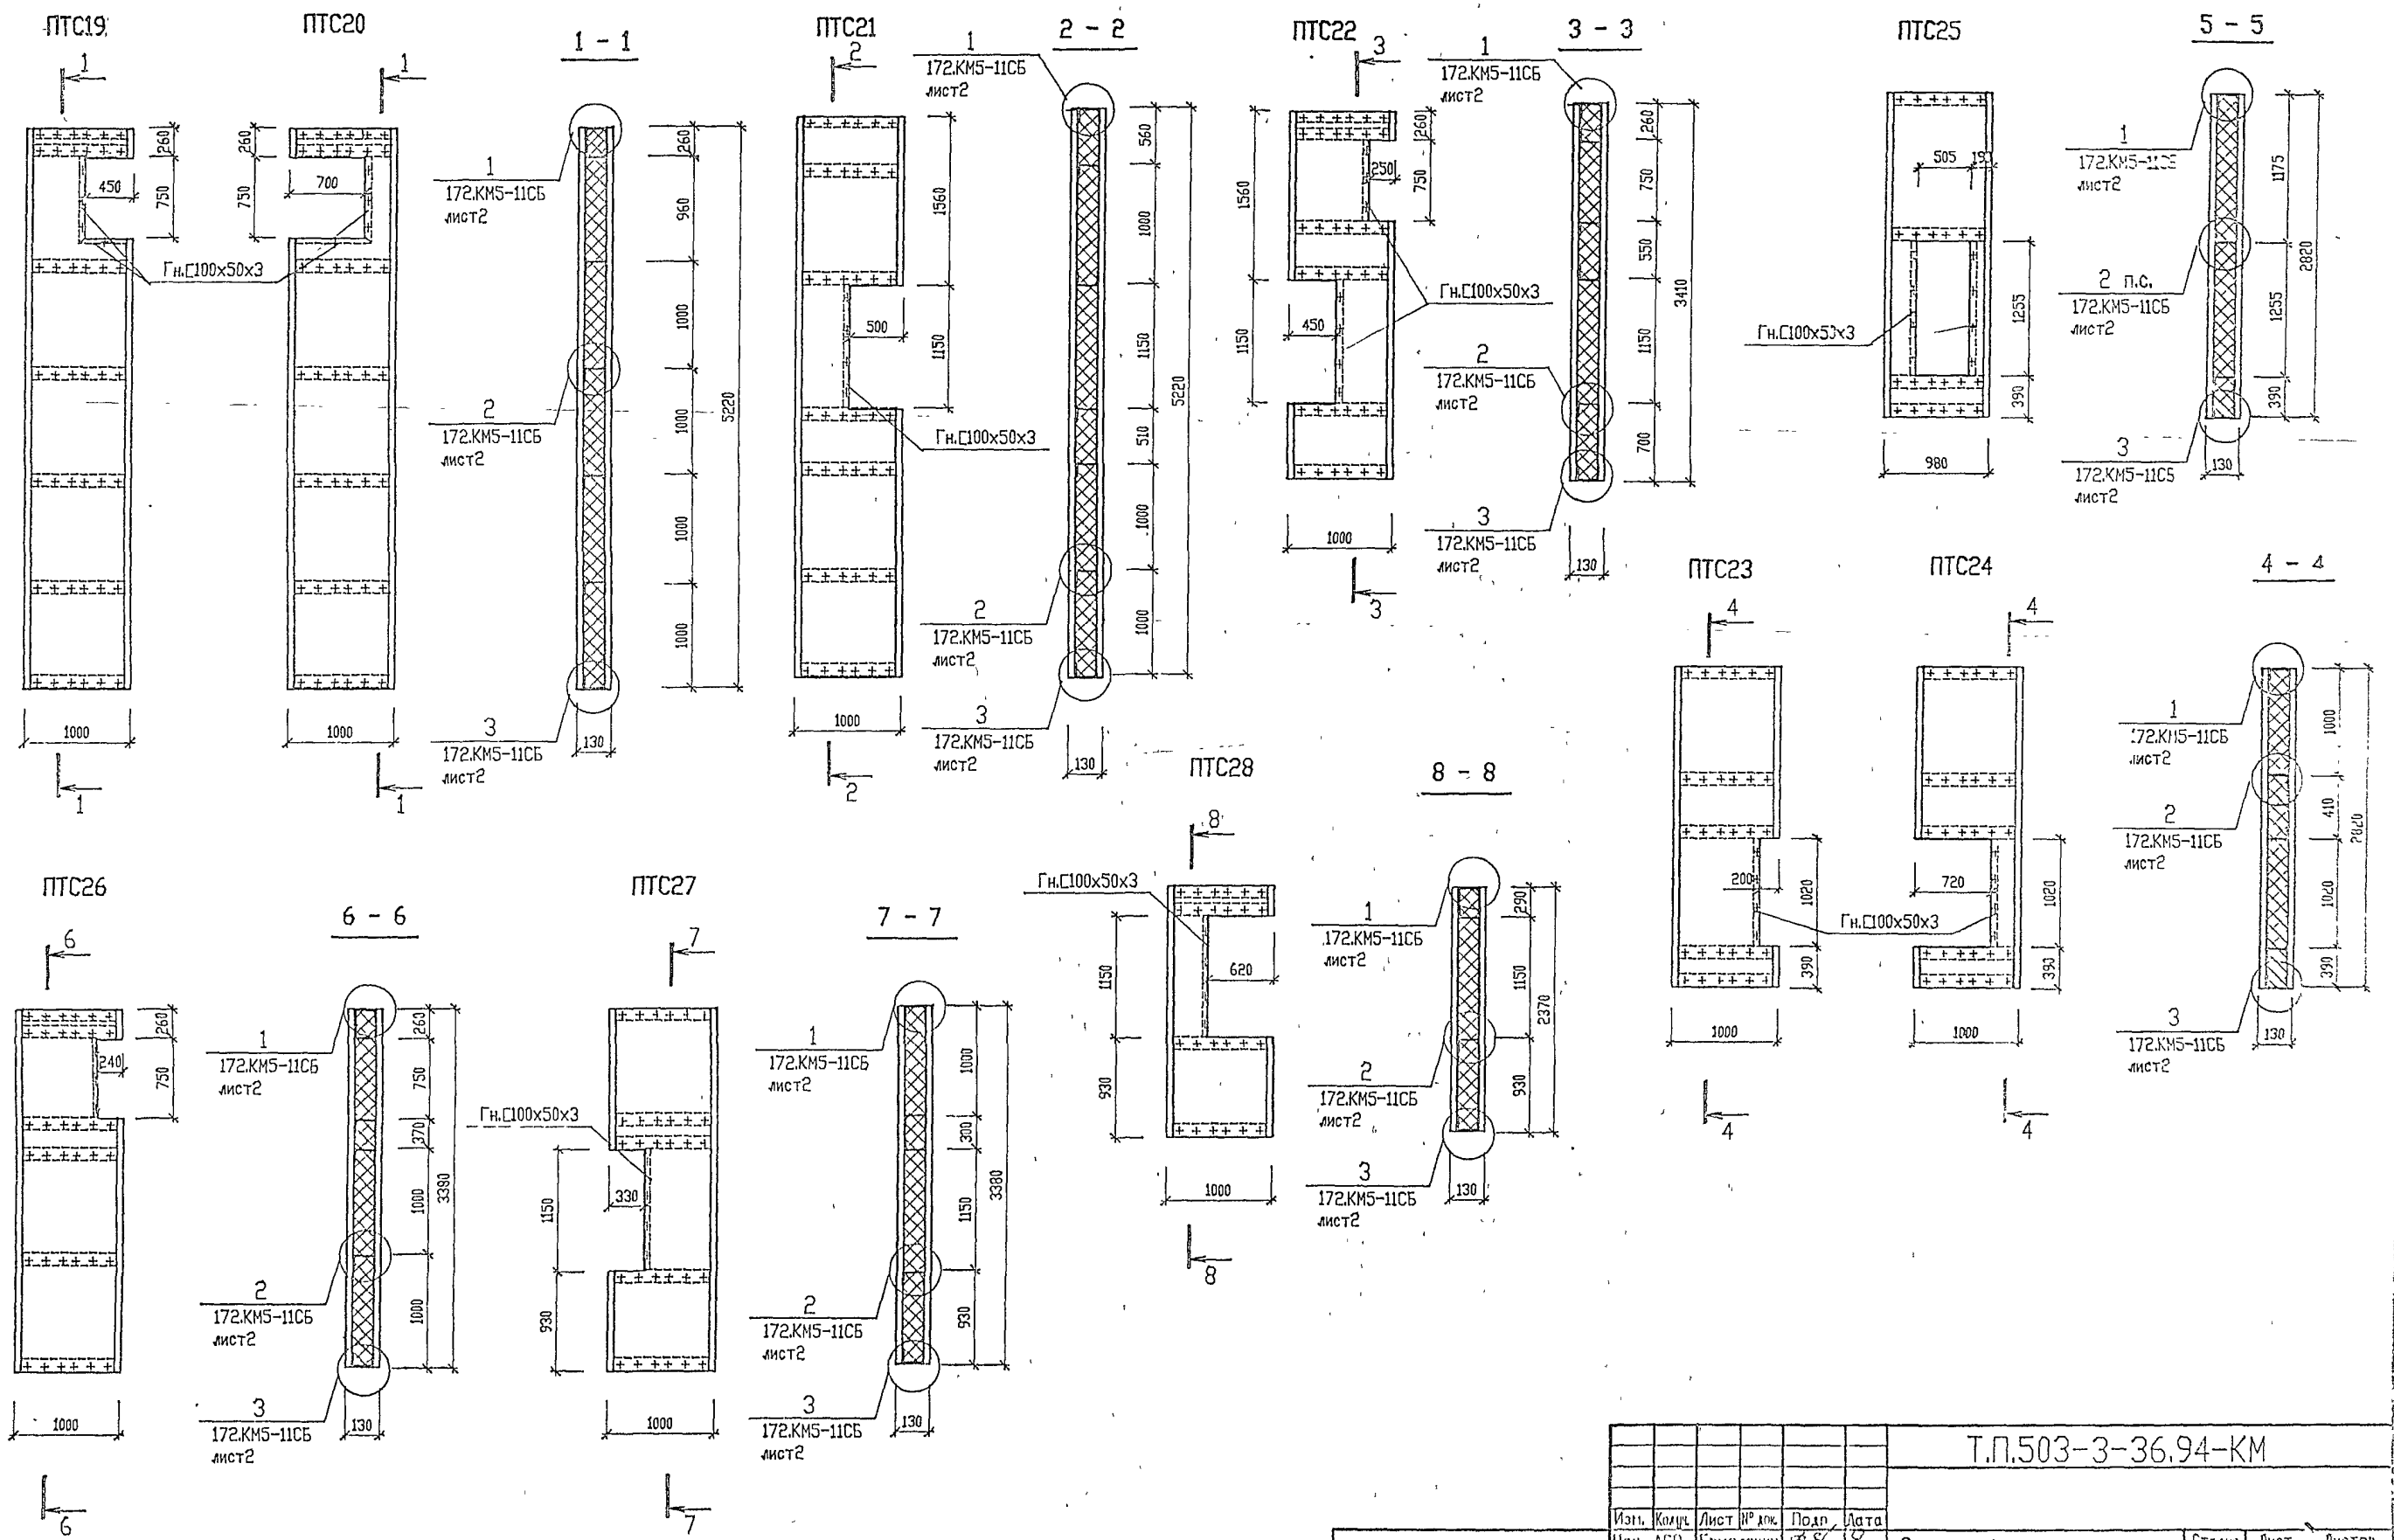 ПТС19
1
260
750
450
Гн.[100х50х3
1000
1
ПТС20
1
260
750
700
1000
1
1 - 1
1
172.КМ5-11СБ
лист2
2
172.КМ5-11СБ
лист2
3
172.КМ5-11СБ
лист2
260
960
1000
1000
1000
1000
5220
130
ПТС21
2
1560
1150
500
Гн.[100х50х3
1000
2
2 - 2
1
172.КМ5-11СБ
лист2
2
172.КМ5-11СБ
лист2
3
172.КМ5-11СБ
лист2
560
1000
1150
510
1000
1000
5220
130
ПТС22
3
1560
1150
260
750
250
450
Гн.[100х50х3
1000
3
3 - 3
1
172.КМ5-11СБ
лист2
2
172.КМ5-11СБ
лист2
3
172.КМ5-11СБ
лист2
260
750
550
1150
700
3410
130
ПТС25
505
Гн.[100х50х3
1255
390
980
5 - 5
1
172.КМ5-11СБ
лист2
2 п.с.
172.КМ5-11СБ
лист2
3
172.КМ5-11СБ
лист2
1175
1255
390
2820
130
ПТС23
4
200
1020
390
Гн.[100х50х3
1000
4
ПТС24
4
720
1020
390
1000
4
4 - 4
1
172.КМ5-11СБ
лист2
2
172.КМ5-11СБ
лист2
3
172.КМ5-11СБ
лист2
1000
410
1020
390
2820
130
ПТС26
6
260
750
240
1000
6
6 - 6
1
172.КМ5-11СБ
лист2
2
172.КМ5-11СБ
лист2
3
172.КМ5-11СБ
лист2
260
750
370
1000
1000
3380
130
ПТС27
7
Гн.[100х50х3
330
1150
930
1000
7
7 - 7
1
172.КМ5-11СБ
лист2
2
172.КМ5-11СБ
лист2
3
172.КМ5-11СБ
лист2
1000
300
1150
930
3380
130
ПТС28
8
Гн.[100х50х3
1150
930
620
1000
8
8 - 8
1
172.КМ5-11СБ
лист2
2
172.КМ5-11СБ
лист2
3
172.КМ5-11СБ
лист2
290
1150
930
2370
130
Т.П.503-3-36.94-КМ
Изм. Колуч. Лист № док. Подп. Дата